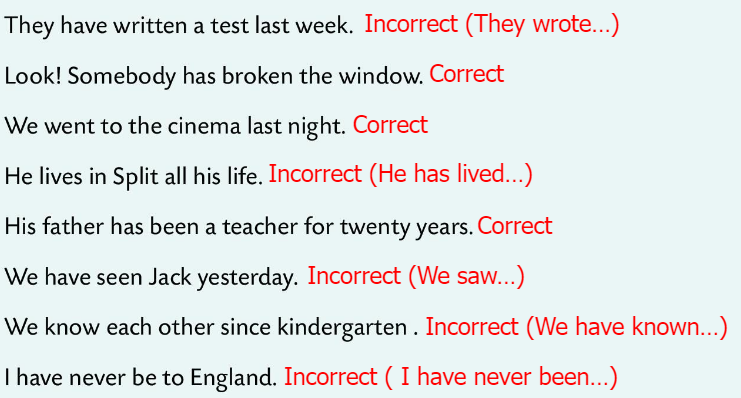 They have written a test last week. Incorrect (They wrote...)
Look! Somebody has broken the window. Correct
We went to the cinema last night. Correct
He lives in Split all his life. Incorrect (He has lived...)
His father has been a teacher for twenty years. Correct
We have seen Jack yesterday. Incorrect (We saw...)
We know each other since kindergarten . Incorrect (We have known...)
I have never be to England. Incorrect ( I have never been...)